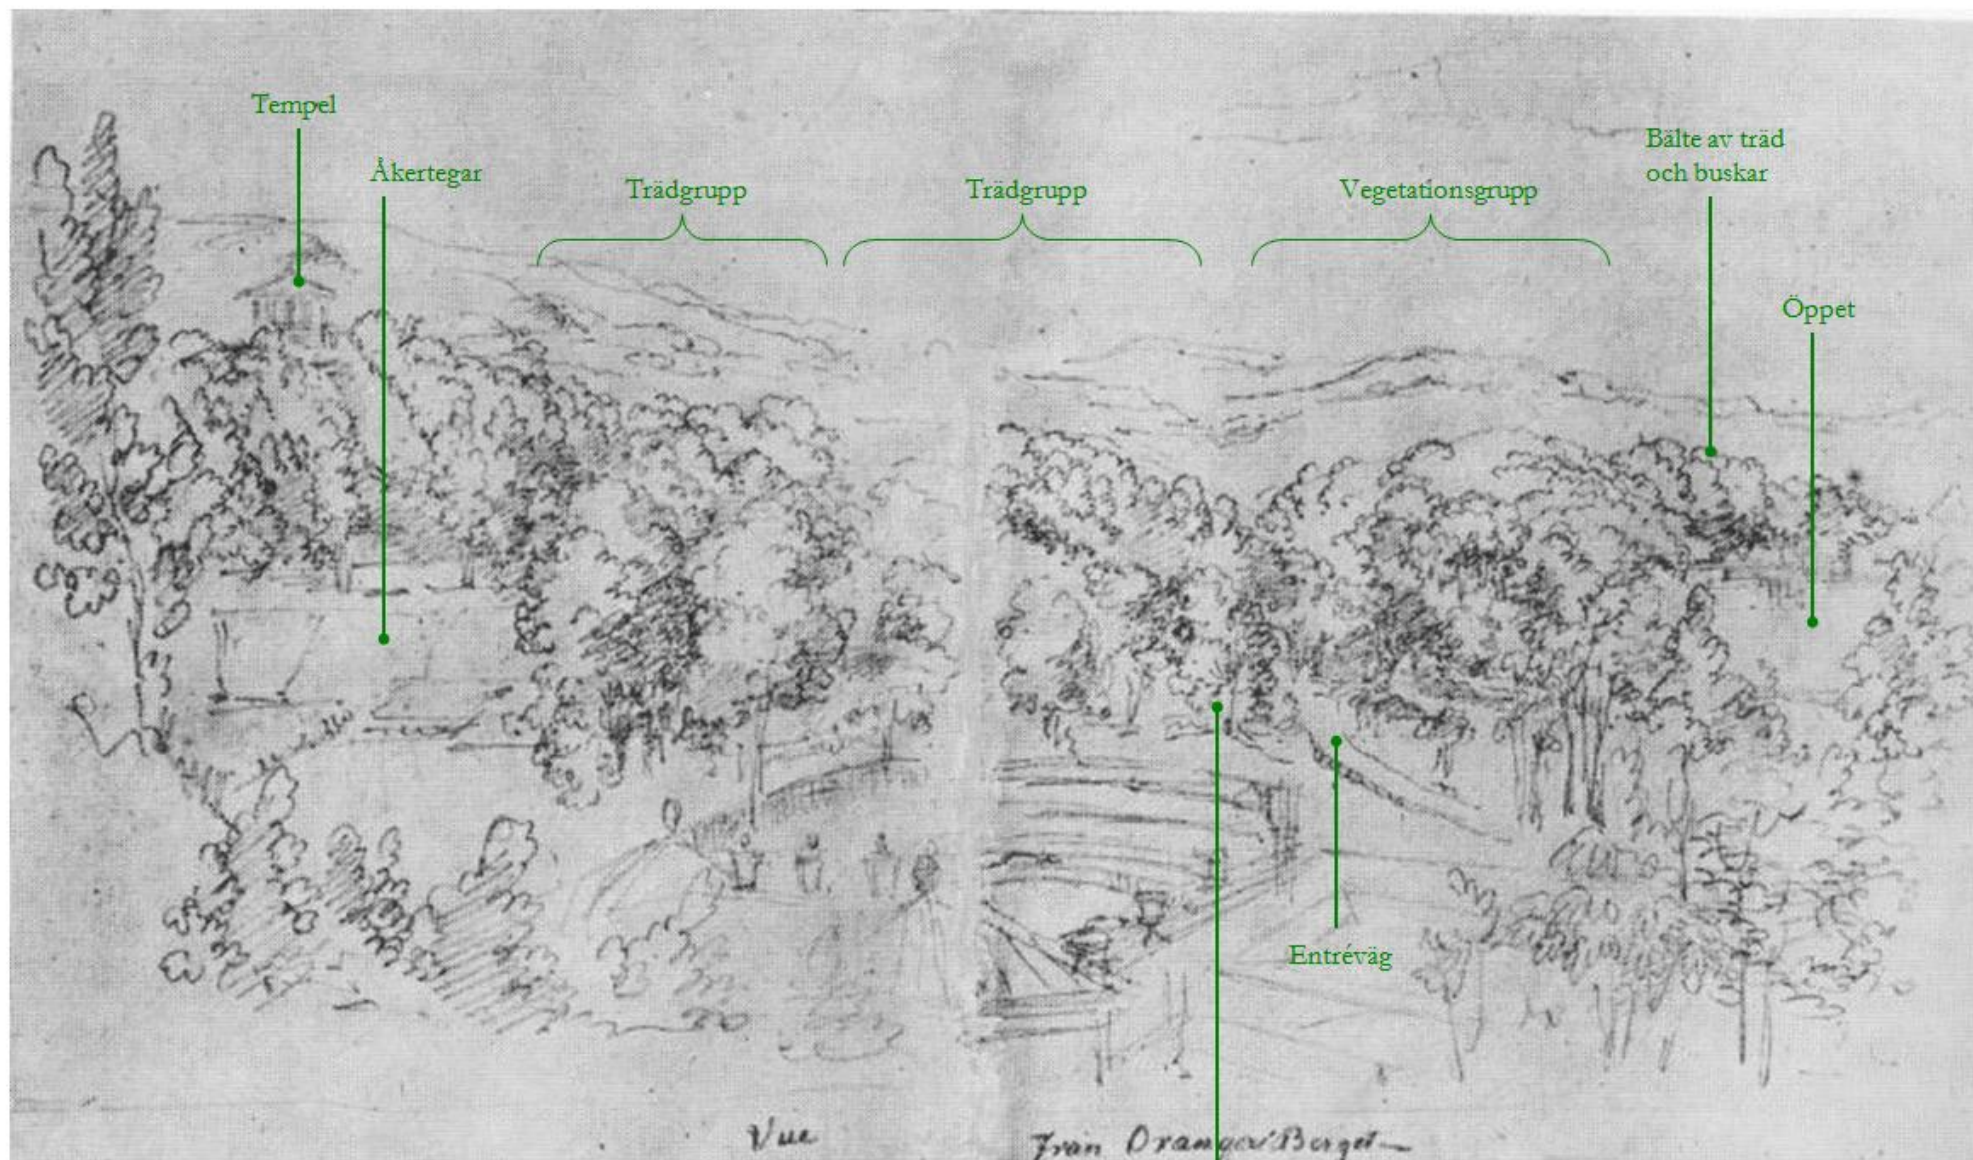 Tempel
Åkertegar
Trädgrupp
Trädgrupp
Vegetationsgrupp
Bälte av träd
och buskar
Öppet
Entréväg
Vue
från Orangeri Berget